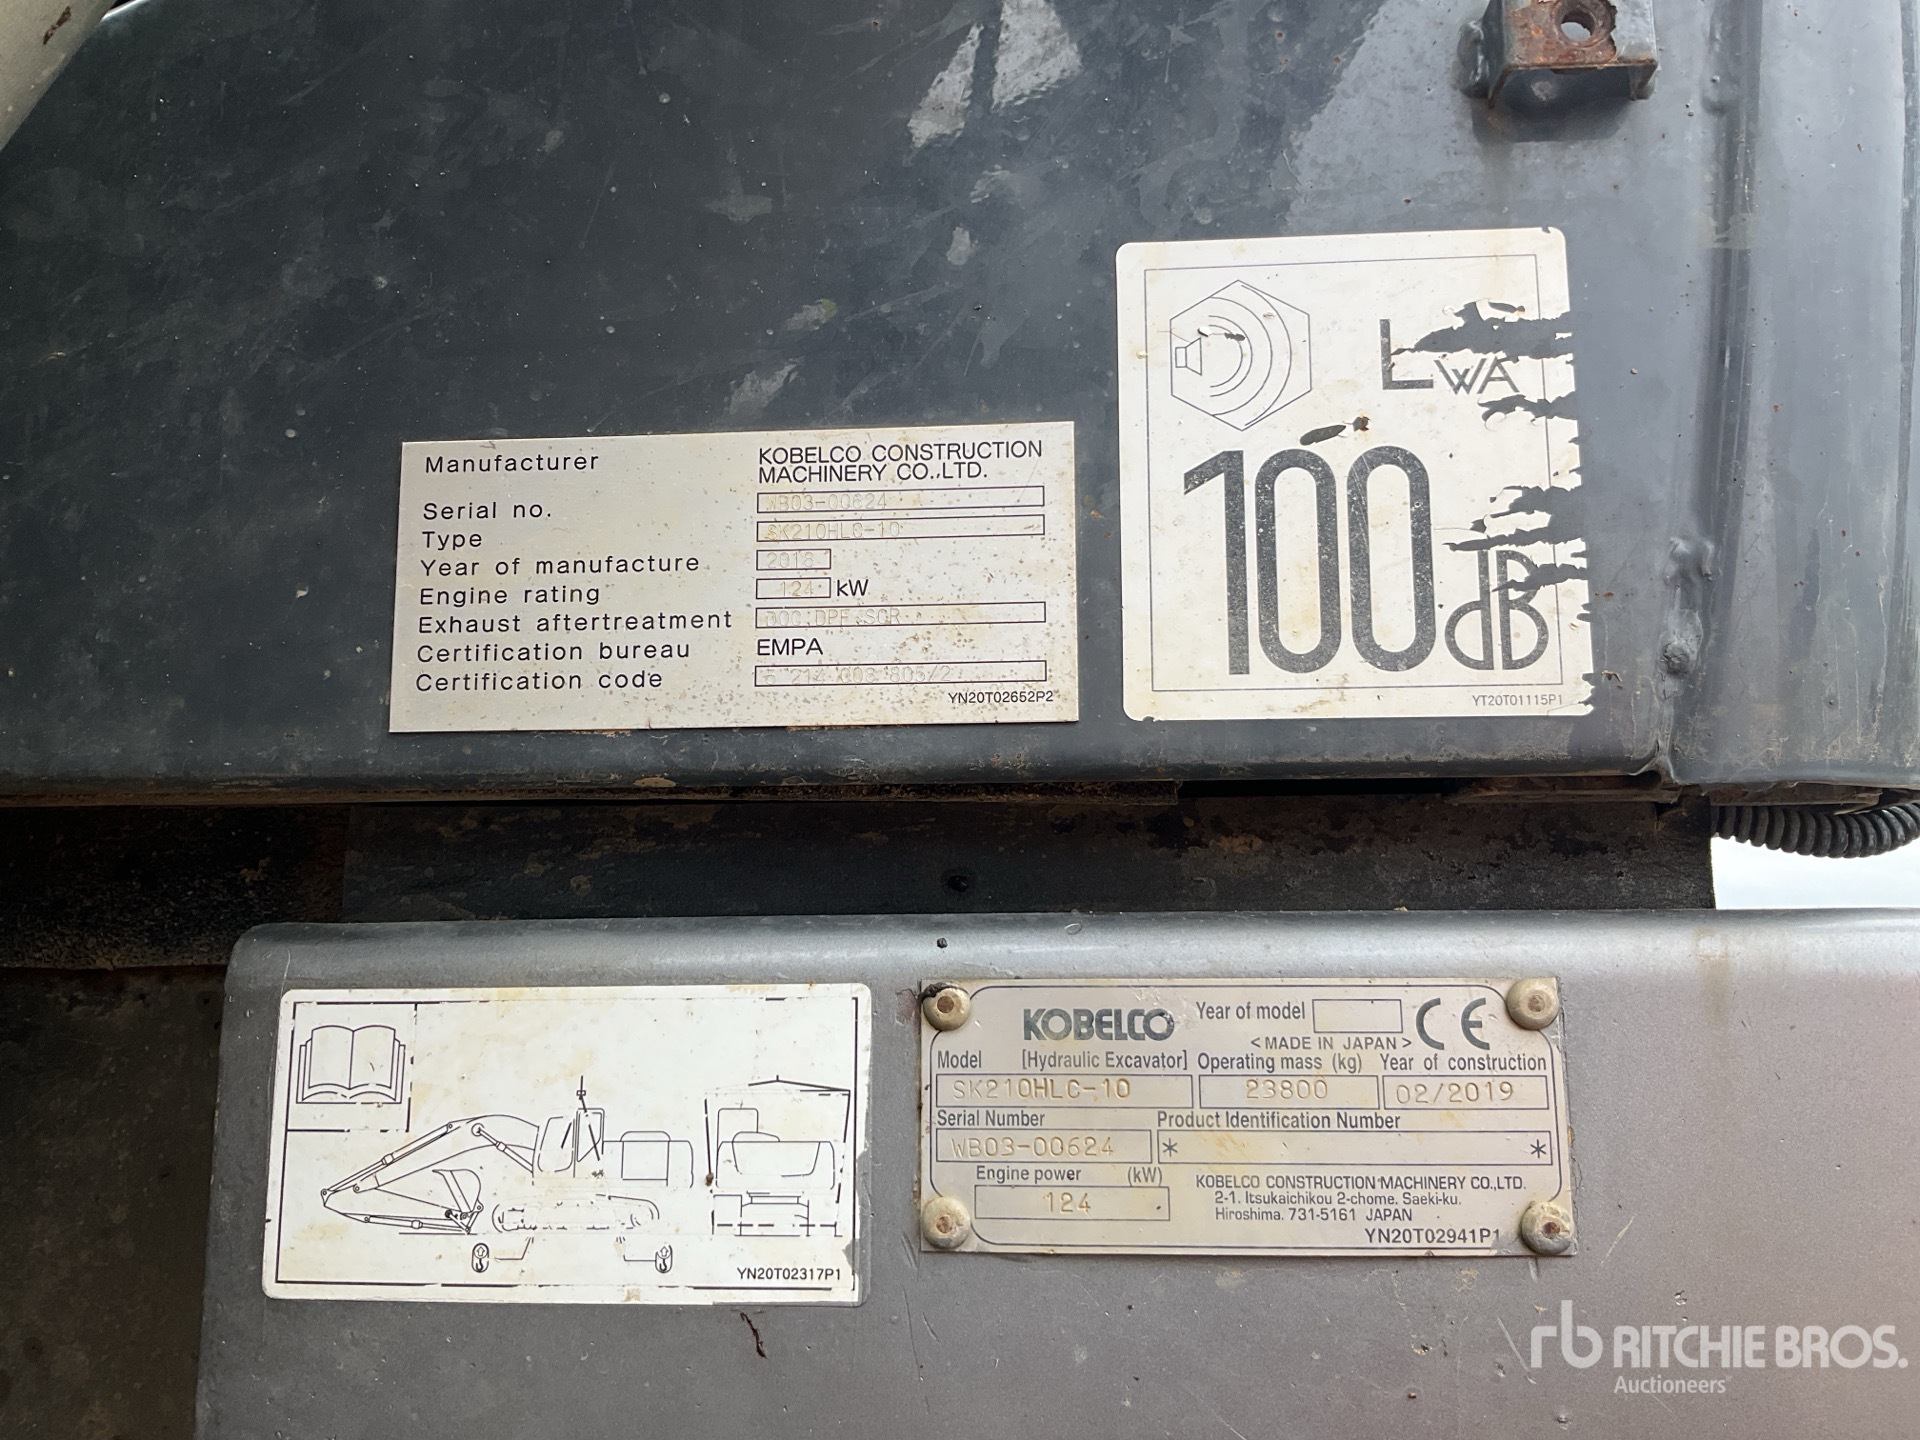 Manufacturer KOBELCO CONSTRUCTION
MACHINERY CO.,LTD.
Serial no. WB03-00624
Type SK210HLC-10
Year of manufacture 2018
Engine rating 124 kW
Exhaust aftertreatment DOC,DPF,SCR
Certification bureau EMPA
Certification code
YN20T02652P2
LWA
100dB
YT20T01115P1
YN20T02317P1
KOBELCO Year of model CE
<MADE IN JAPAN>
Model [Hydraulic Excavator] Operating mass (kg) Year of construction
SK210HLC-10 23800 02/2019
Serial Number Product Identification Number
WB03-00624 * *
Engine power (kW)
124
KOBELCO CONSTRUCTION MACHINERY CO.,LTD.
2-1. Itsukaichikou 2-chome. Saeki-ku.
Hiroshima. 731-5161 JAPAN
YN20T02941P1
rb RITCHIE BROS.
Auctioneers